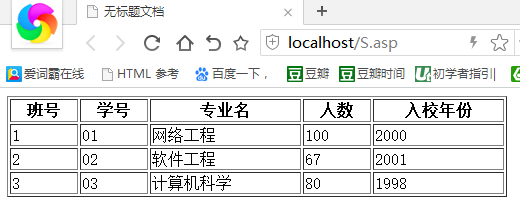 无标题文档
localhost/S.asp
爱词霸在线 HTML 参考 百度一下， 豆瓣 豆瓣时间 初学者指引|
班号 学号 专业名 人数 入校年份
1 01 网络工程 100 2000
2 02 软件工程 67 2001
3 03 计算机科学 80 1998